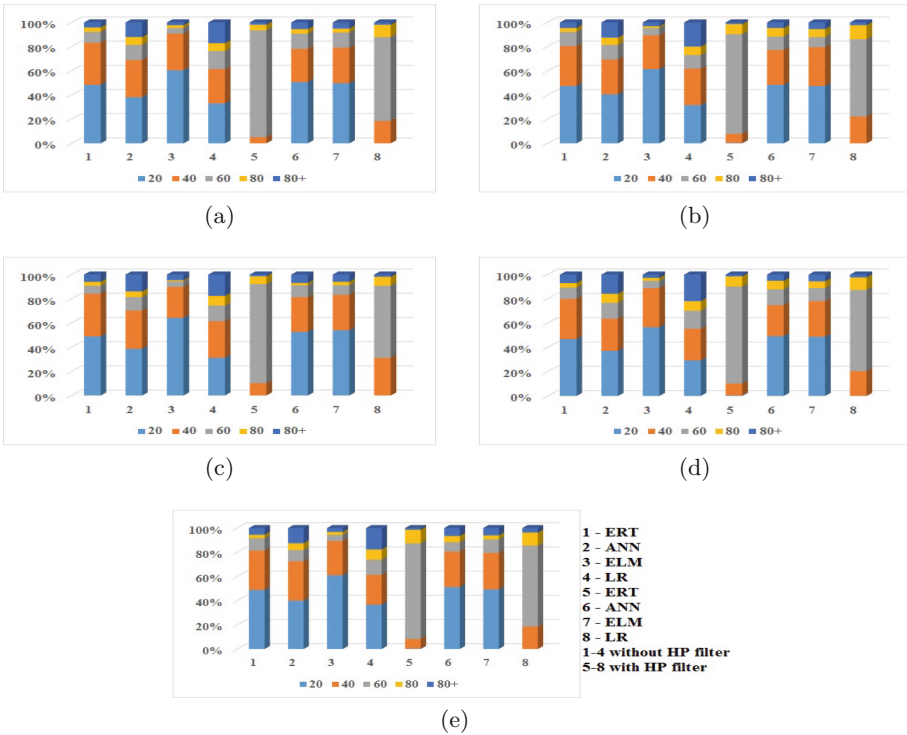 100% 100%
80% 80%
60% 60%
40% 40%
20% 20%
0% 0%
1 2 3 4 5 6 7 8 1 2 3 4 5 6 7 8
20 40 60 80 80+ 20 40 60 80 80+
(a) (b)
100% 100%
80% 80%
60% 60%
40% 40%
20% 20%
0% 0%
1 2 3 4 5 6 7 8 1 2 3 4 5 6 7 8
20 40 60 80 80+ 20 40 60 80 80+
(c) (d)
100%
80%
60%
40%
20%
0%
1 2 3 4 5 6 7 8
20 40 60 80 80+
1 - ERT
2 - ANN
3 - ELM
4 - LR
5 - ERT
6 - ANN
7 - ELM
8 - LR
1-4 without HP filter
5-8 with HP filter
(e)